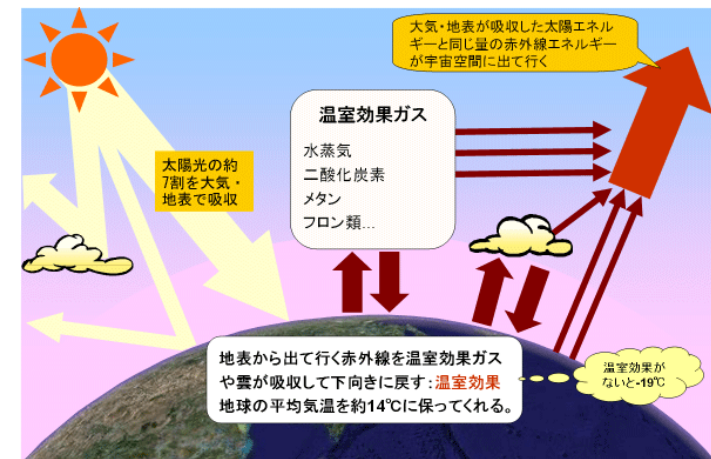 大気・地表が吸収した太陽エネル
ギーと同じ量の赤外線エネルギー
が宇宙空間に出て行く
温室効果ガス
水蒸気
二酸化炭素
メタン
フロン類...
太陽光の約
7割を大気・
地表で吸収
地表から出て行く赤外線を温室効果ガス
や雲が吸収して下向きに戻す：温室効果
地球の平均気温を約14℃に保ってくれる。
温室効果が
ないと-19℃